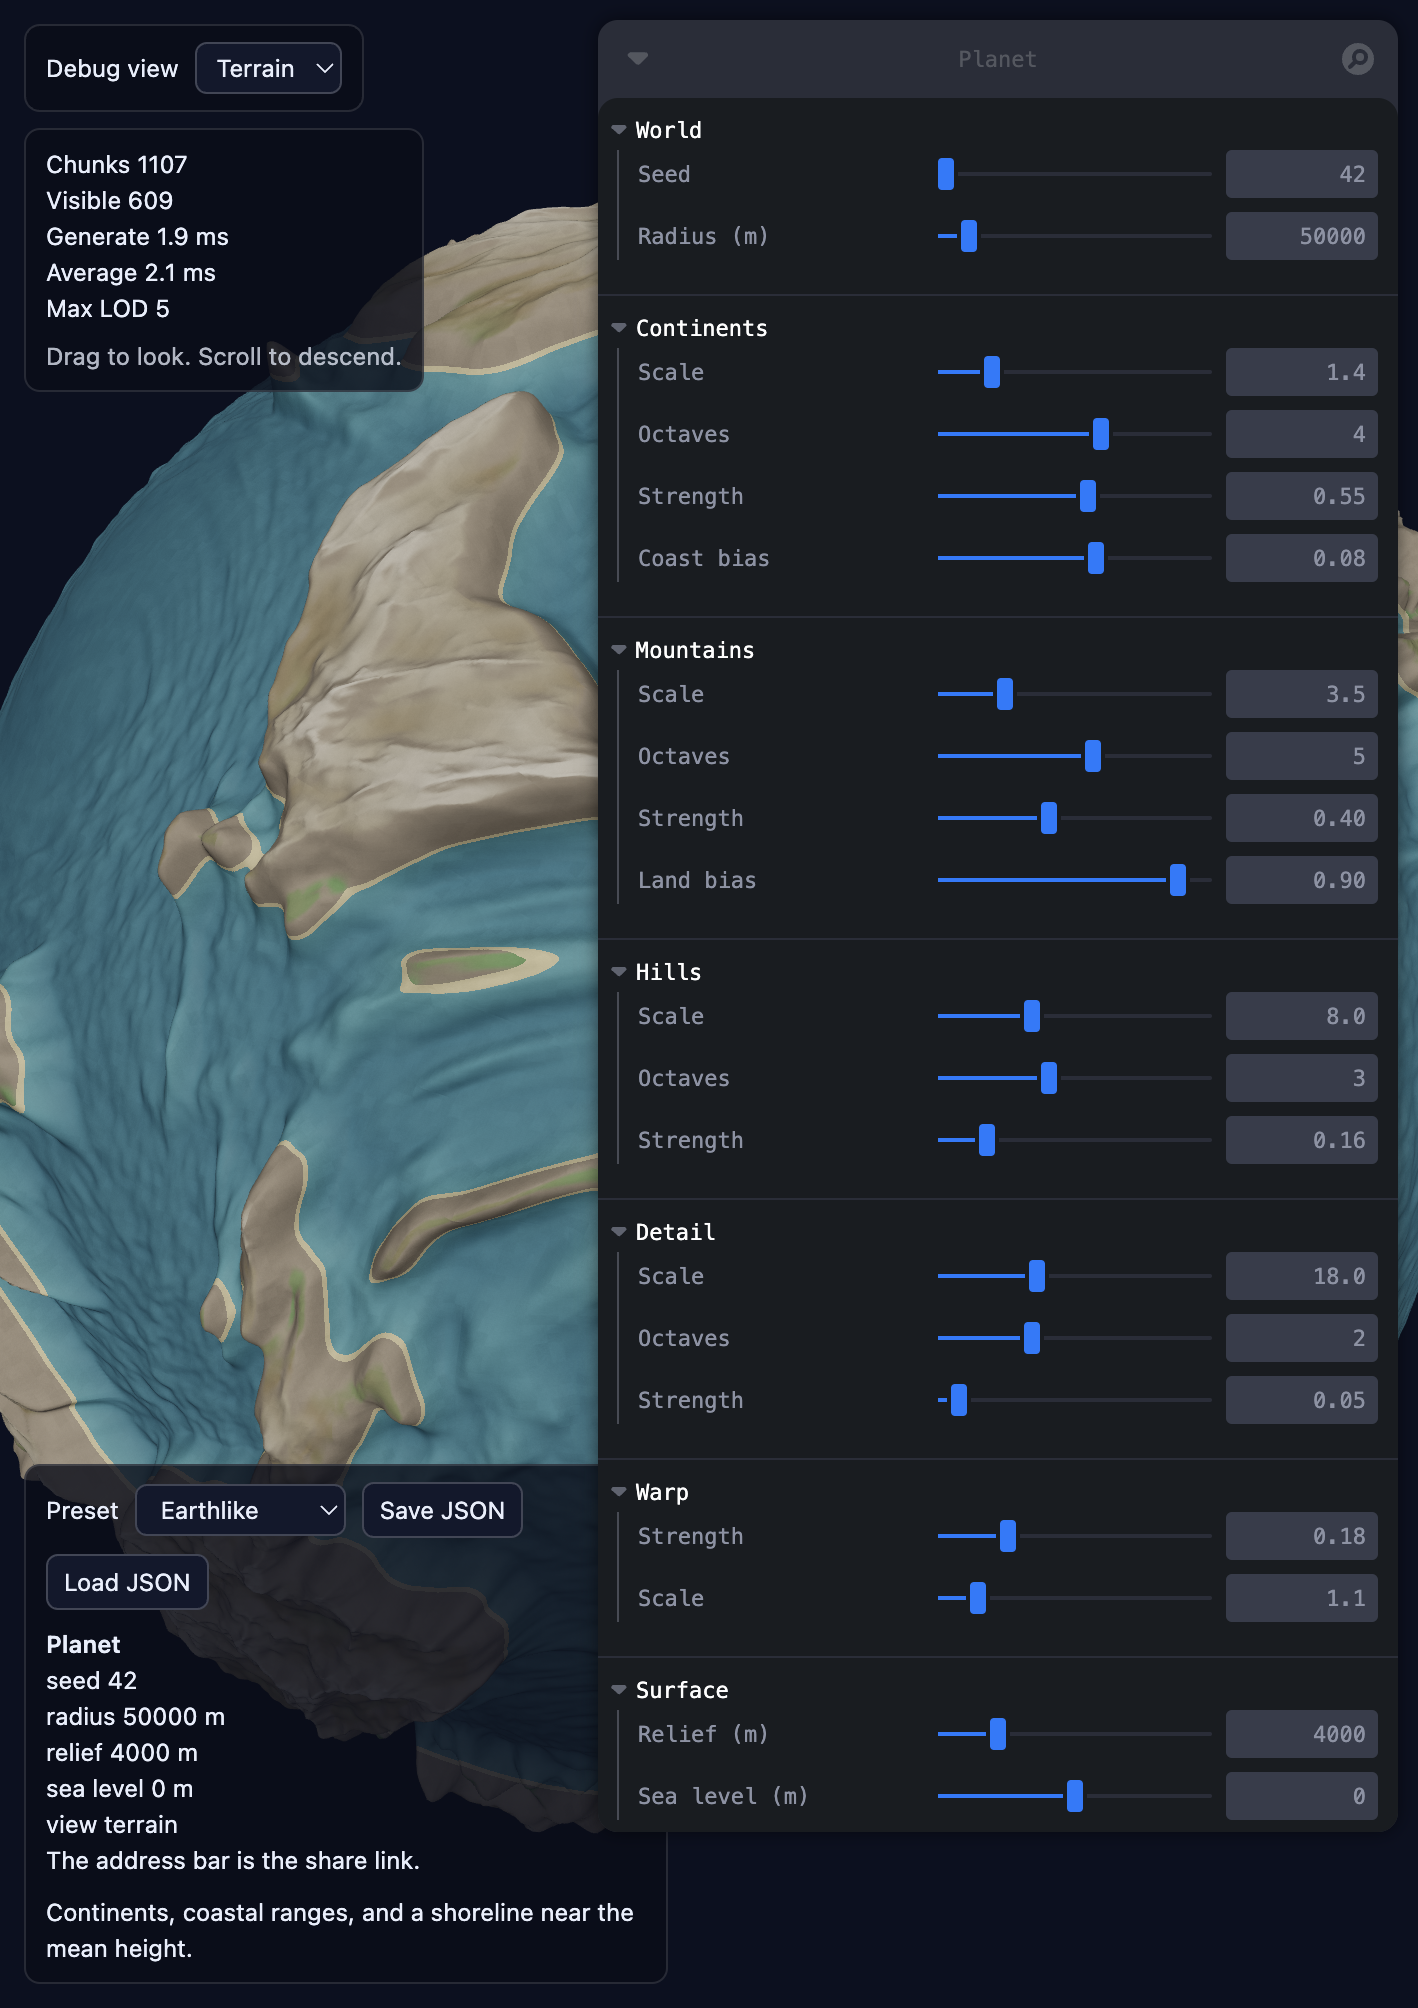 Debug view Terrain
Chunks 1107
Visible 609
Generate 1.9 ms
Average 2.1 ms
Max LOD 5
Drag to look. Scroll to descend.
Planet
World
Seed 42
Radius (m) 50000
Continents
Scale 1.4
Octaves 4
Strength 0.55
Coast bias 0.08
Mountains
Scale 3.5
Octaves 5
Strength 0.40
Land bias 0.90
Hills
Scale 8.0
Octaves 3
Strength 0.16
Detail
Scale 18.0
Octaves 2
Strength 0.05
Warp
Strength 0.18
Scale 1.1
Surface
Relief (m) 4000
Sea level (m) 0
Preset Earthlike Save JSON
Load JSON
Planet
seed 42
radius 50000 m
relief 4000 m
sea level 0 m
view terrain
The address bar is the share link.
Continents, coastal ranges, and a shoreline near the
mean height.